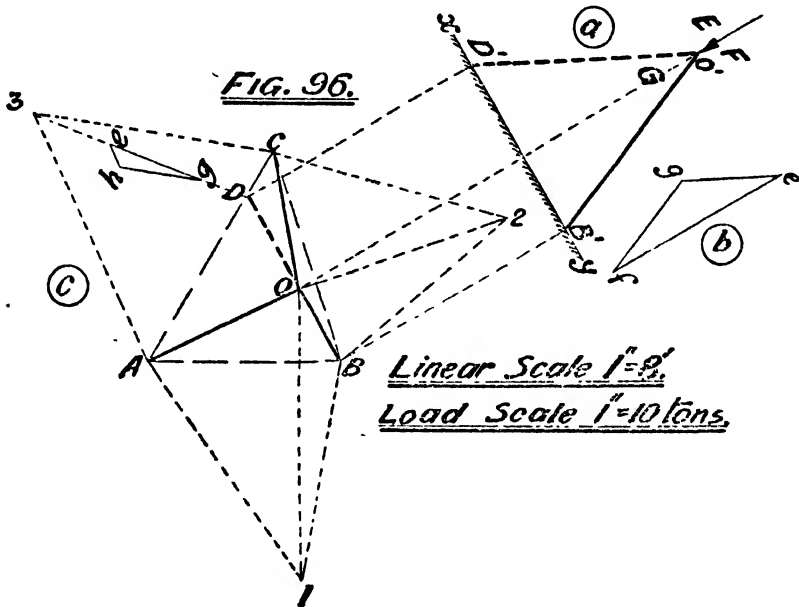 FIG. 96.
a
E
F
O'
G
x
D'
B'
y
g
e
f
b
3
e
h
g
C
D
2
O
c
A
B
1
Linear Scale 1"=8'.
Load Scale 1"=10 tons.